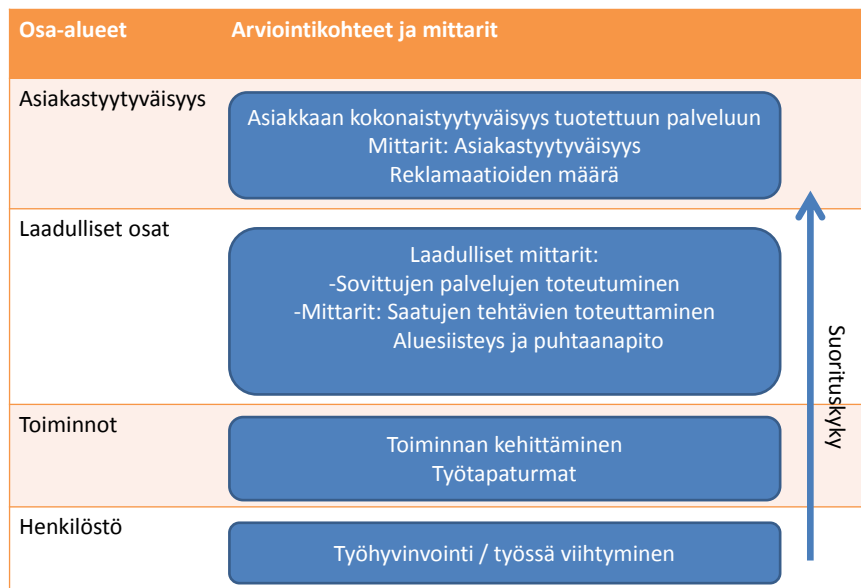 Osa-alueet
Arviointikohteet ja mittarit
Asiakastyytyväisyys
Asiakkaan kokonaistyytyväisyys tuotettuun palveluun
Mittarit: Asiakastyytyväisyys
Reklamaatioiden määrä
Laadulliset osat
Laadulliset mittarit:
-Sovittujen palvelujen toteutuminen
-Mittarit: Saatujen tehtävien toteuttaminen
Aluesiisteys ja puhtaanapito
Suorituskyky
Toiminnot
Toiminnan kehittäminen
Työtapaturmat
Henkilöstö
Työhyvinvointi / työssä viihtyminen